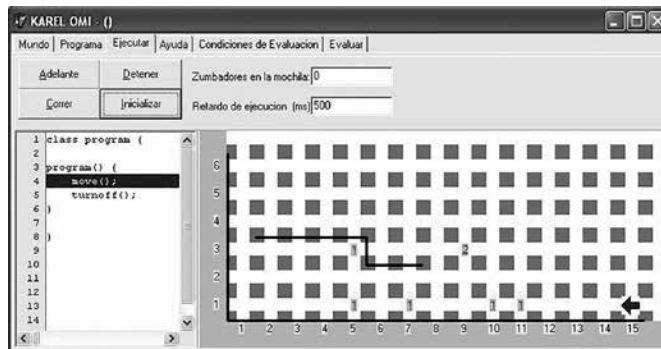 KAREL OMI - ()
Mundo Programa Ejecutar Ayuda Condiciones de Evaluacion Evaluar
Adelante Detener Zumbadores en la mochila: 0
Correr Inicializar Retardo de ejecucion (ms) 500
1 class program {
2
3 program() {
4 move();
5 turnoff();
6 }
7
8 }
9
10
11
12
13
14
6
5
4
3 1 2
2
1 1 1 1 1
1 2 3 4 5 6 7 8 9 10 11 12 13 14 15